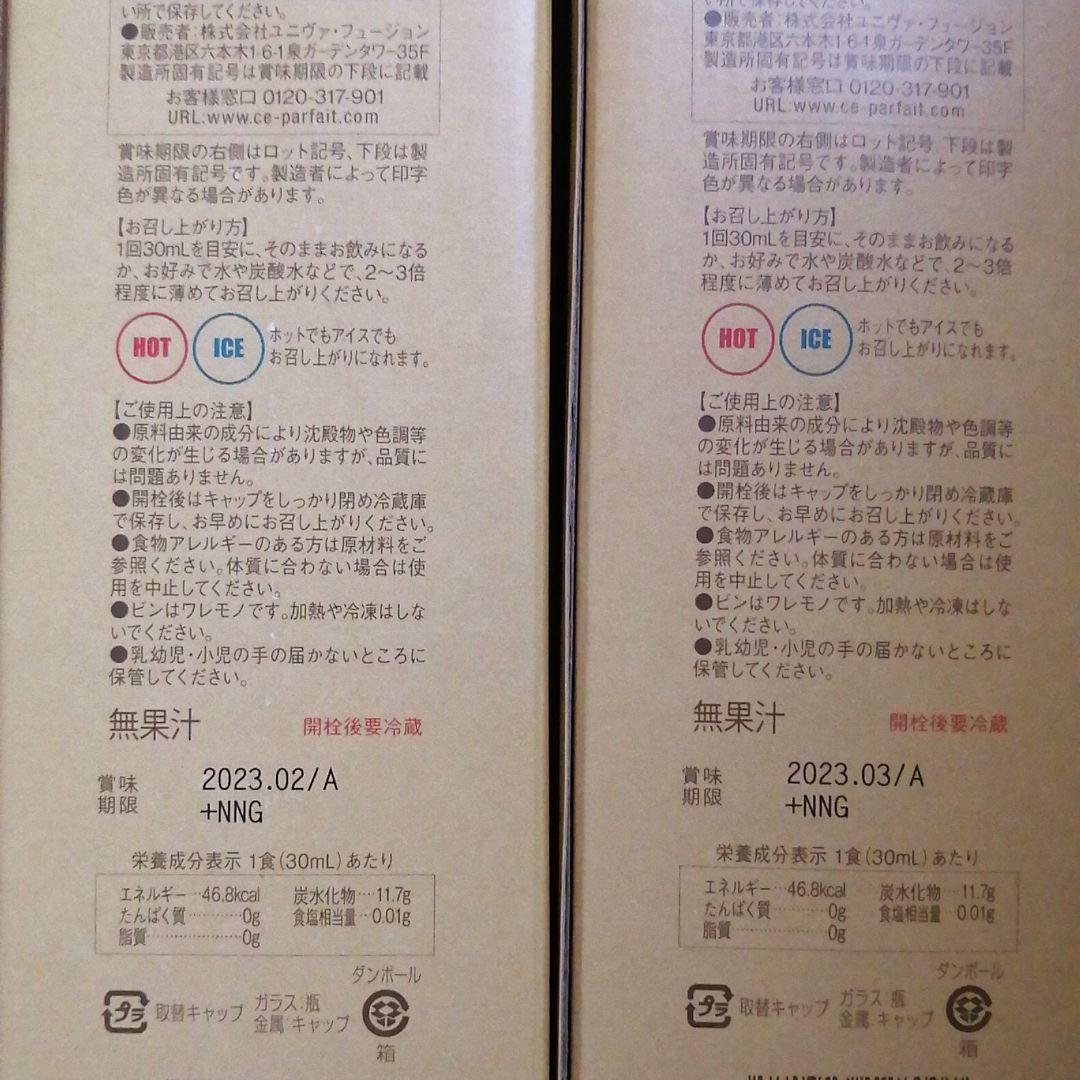 い所で保存してください。
●販売者:株式会社ユニヴァ・フュージョン
東京都港区六本木1-6-1泉ガーデンタワー35F
製造所固有記号は賞味期限の下段に記載
お客様窓口 0120-317-901
URL:www.ce-parfait.com
賞味期限の右側はロット記号、下段は製
造所固有記号です。製造者によって印字
色が異なる場合があります。
【お召し上がり方】
1回30mLを目安に、そのままお飲みになる
か、お好みで水や炭酸水などで、2〜3倍
程度に薄めてお召し上がりください。
HOT ICE
ホットでもアイスでも
お召し上がりになれます。
【ご使用上の注意】
●原料由来の成分により沈殿物や色調等
の変化が生じる場合がありますが、品質に
は問題ありません。
●開栓後はキャップをしっかり閉め冷蔵庫
で保存し、お早めにお召し上がりください。
●食物アレルギーのある方は原材料をご
参照ください。体質に合わない場合は使
用を中止してください。
●ビンはワレモノです。加熱や冷凍はしな
いでください。
●乳幼児・小児の手の届かないところに
保管してください。
無果汁 開栓後要冷蔵
賞味
期限
2023.02/A
+NNG
栄養成分表示 1食(30mL)あたり
エネルギー…46.8kcal 炭水化物…11.7g
たんぱく質…………0g 食塩相当量…0.01g
脂質………………0g
ダンボール
プラ 取替キャップ
ガラス:瓶
金属:キャップ
箱
い所で保存してください。
●販売者:株式会社ユニヴァ・フュージョン
東京都港区六本木1-6-1泉ガーデンタワー35F
製造所固有記号は賞味期限の下段に記載
お客様窓口 0120-317-901
URL:www.ce-parfait.com
賞味期限の右側はロット記号、下段は製
造所固有記号です。製造者によって印字
色が異なる場合があります。
【お召し上がり方】
1回30mLを目安に、そのままお飲みになる
か、お好みで水や炭酸水などで、2〜3倍
程度に薄めてお召し上がりください。
HOT ICE
ホットでもアイスでも
お召し上がりになれます。
【ご使用上の注意】
●原料由来の成分により沈殿物や色調等
の変化が生じる場合がありますが、品質に
は問題ありません。
●開栓後はキャップをしっかり閉め冷蔵庫
で保存し、お早めにお召し上がりください。
●食物アレルギーのある方は原材料をご
参照ください。体質に合わない場合は使
用を中止してください。
●ビンはワレモノです。加熱や冷凍はしな
いでください。
●乳幼児・小児の手の届かないところに
保管してください。
無果汁 開栓後要冷蔵
賞味
期限
2023.03/A
+NNG
栄養成分表示 1食(30mL)あたり
エネルギー…46.8kcal 炭水化物…11.7g
たんぱく質…………0g 食塩相当量…0.01g
脂質………………0g
ダンボール
プラ 取替キャップ
ガラス:瓶
金属:キャップ
箱